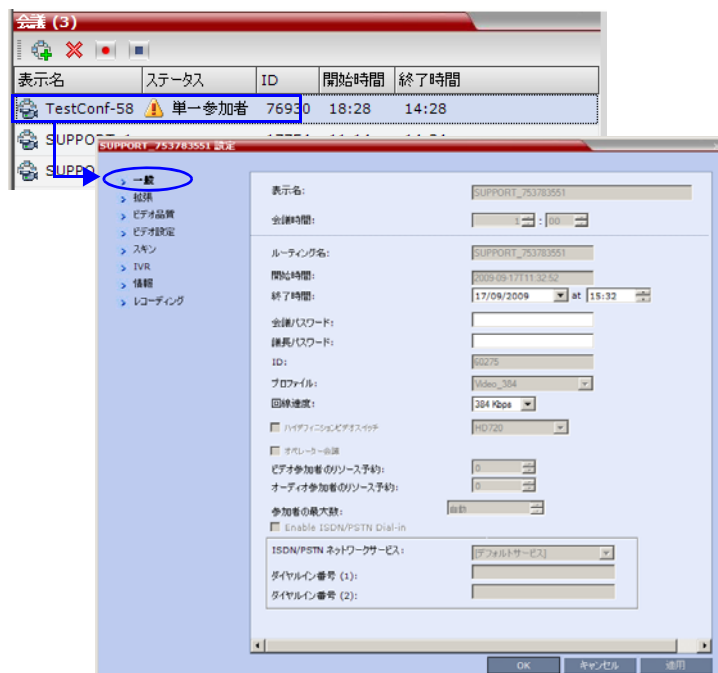 会議 (3)
表示名 ステータス ID 開始時間 終了時間
TestConf-58 単一参加者 76930 18:28 14:28
SUPPO
SUPPO
SUPPORT_753783551 設定
一般
拡張
ビデオ品質
ビデオ設定
スキン
IVR
情報
レコーディング
表示名: SUPPORT_753783551
会議時間: 1 : 00
ルーティング名: SUPPORT_753783551
開始時間: 2009-09-17T11:32:52
終了時間: 17/09/2009 at 15:32
会議パスワード:
議長パスワード:
ID: 60275
プロファイル: Video_384
回線速度: 384 Kbps
ハイデフィニションビデオスイッチ HD720
オペレーター会議
ビデオ参加者のリソース予約: 0
オーディオ参加者のリソース予約: 0
参加者の最大数: 自動
Enable ISDN/PSTN Dial-in
ISDN/PSTN ネットワークサービス: [デフォルトサービス]
ダイヤルイン番号 (1):
ダイヤルイン番号 (2):
OK キャンセル 適用